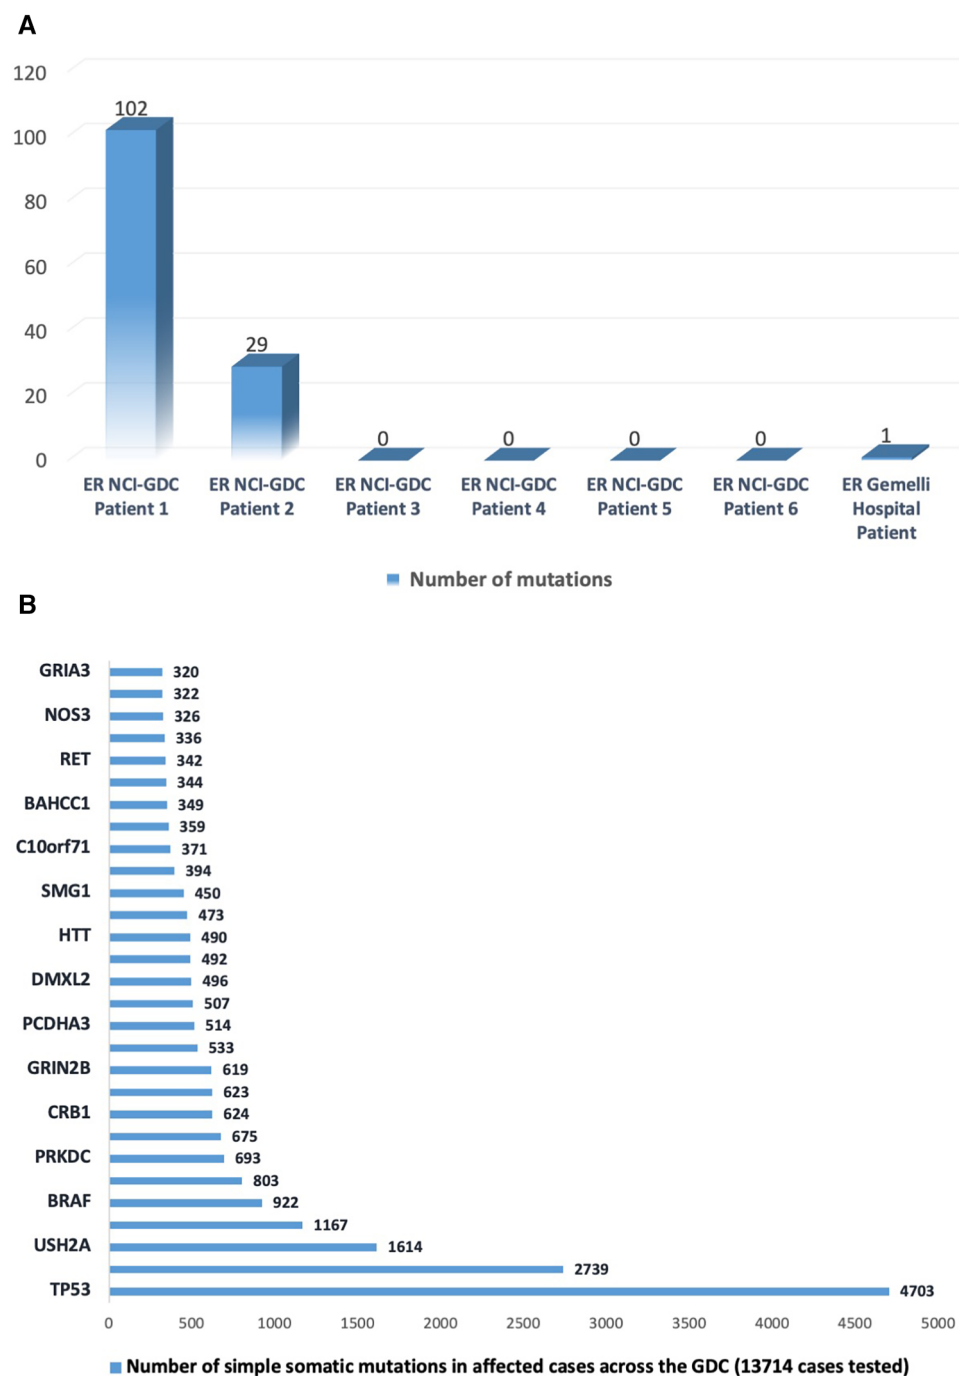 A
120
100
80
60
40
20
0
102
29
0
0
0
0
1
ER NCI-GDC Patient 1
ER NCI-GDC Patient 2
ER NCI-GDC Patient 3
ER NCI-GDC Patient 4
ER NCI-GDC Patient 5
ER NCI-GDC Patient 6
ER Gemelli Hospital Patient
Number of mutations
B
GRIA3 320
322
NOS3 326
336
RET 342
344
BAHCC1 349
359
C10orf71 371
394
SMG1 450
473
HTT 490
492
DMXL2 496
507
PCDHA3 514
533
GRIN2B 619
623
CRB1 624
675
PRKDC 693
803
BRAF 922
1167
USH2A 1614
2739
TP53 4703
0 500 1000 1500 2000 2500 3000 3500 4000 4500 5000
Number of simple somatic mutations in affected cases across the GDC (13714 cases tested)